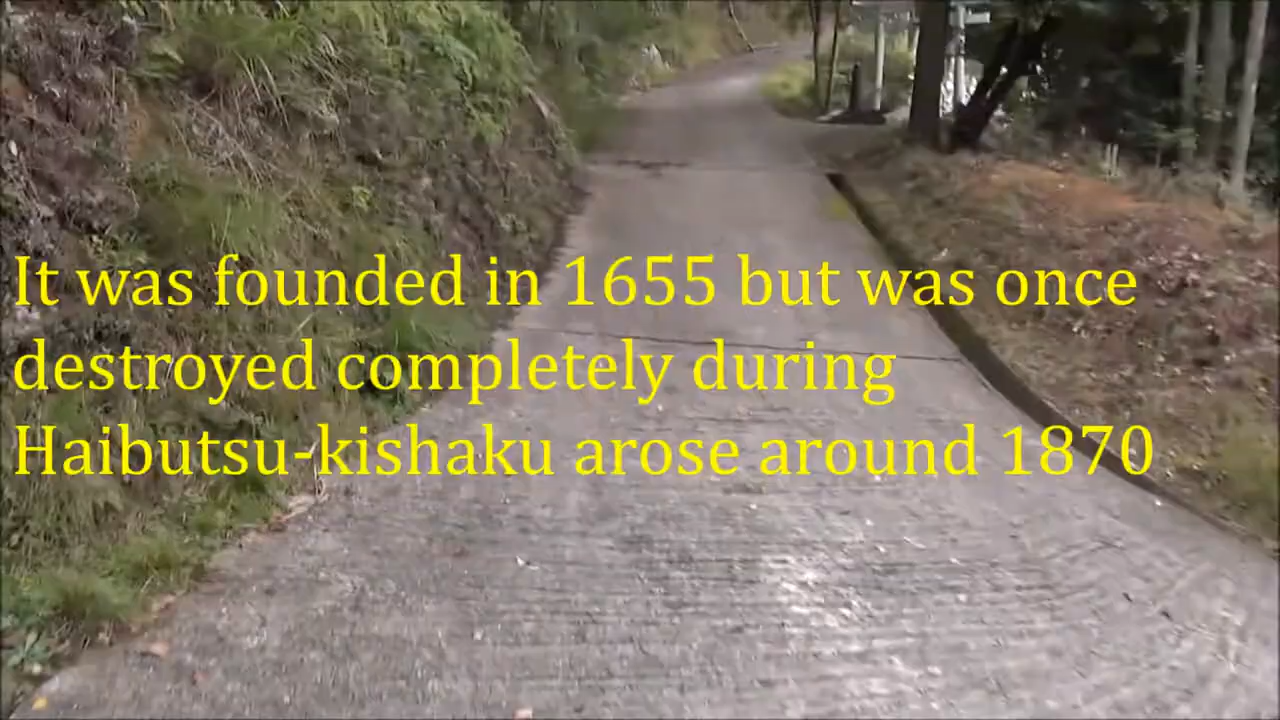 It was founded in 1655 but was once
destroyed completely during
Haibutsu-kishaku arose around 1870